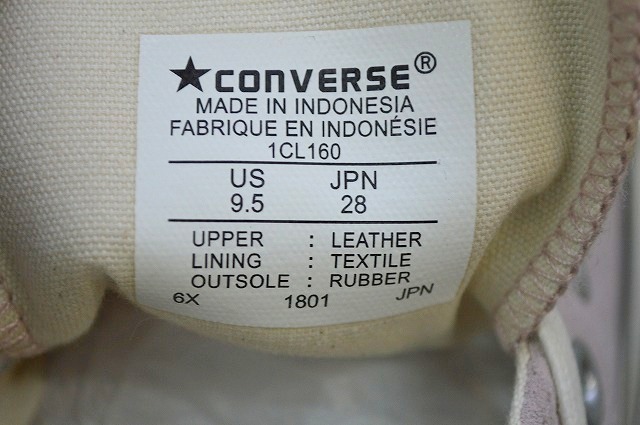 ★CONVERSE®
MADE IN INDONESIA
FABRIQUE EN INDONÉSIE
1CL160
US JPN
9.5 28
UPPER : LEATHER
LINING : TEXTILE
OUTSOLE : RUBBER
6X 1801 JPN